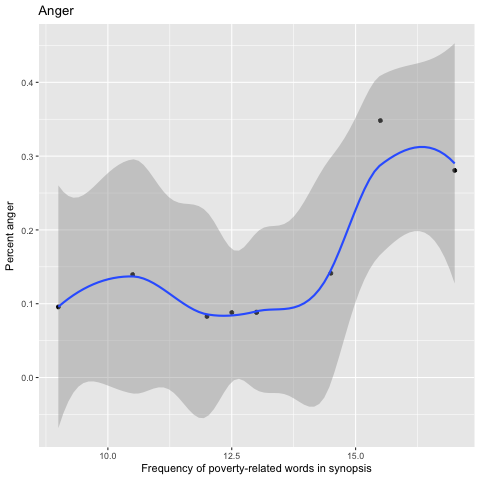 Anger
Percent anger
0.4
0.3
0.2
0.1
0.0
10.0 12.5 15.0
Frequency of poverty-related words in synopsis